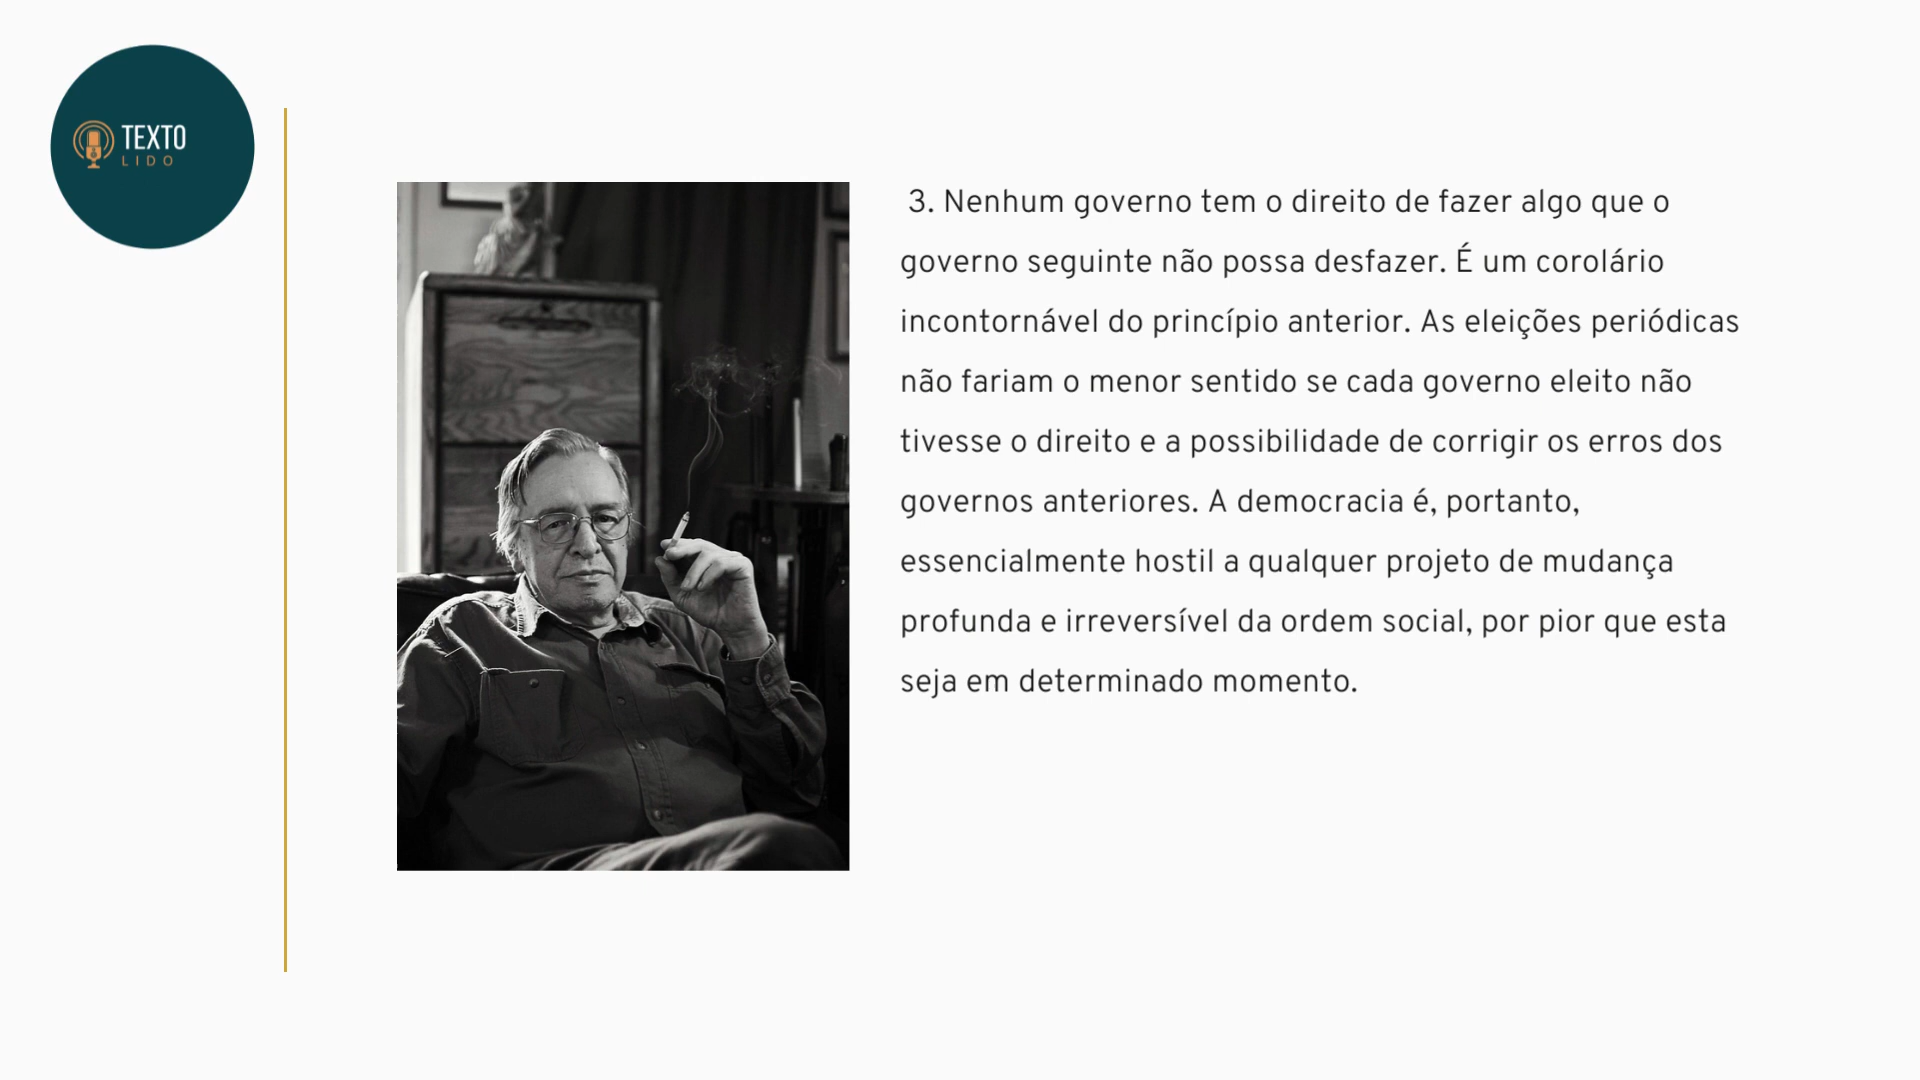 TEXTO
LIDO
3. Nenhum governo tem o direito de fazer algo que o
governo seguinte não possa desfazer. É um corolário
incontornável do princípio anterior. As eleições periódicas
não fariam o menor sentido se cada governo eleito não
tivesse o direito e a possibilidade de corrigir os erros dos
governos anteriores. A democracia é, portanto,
essencialmente hostil a qualquer projeto de mudança
profunda e irreversível da ordem social, por pior que esta
seja em determinado momento.